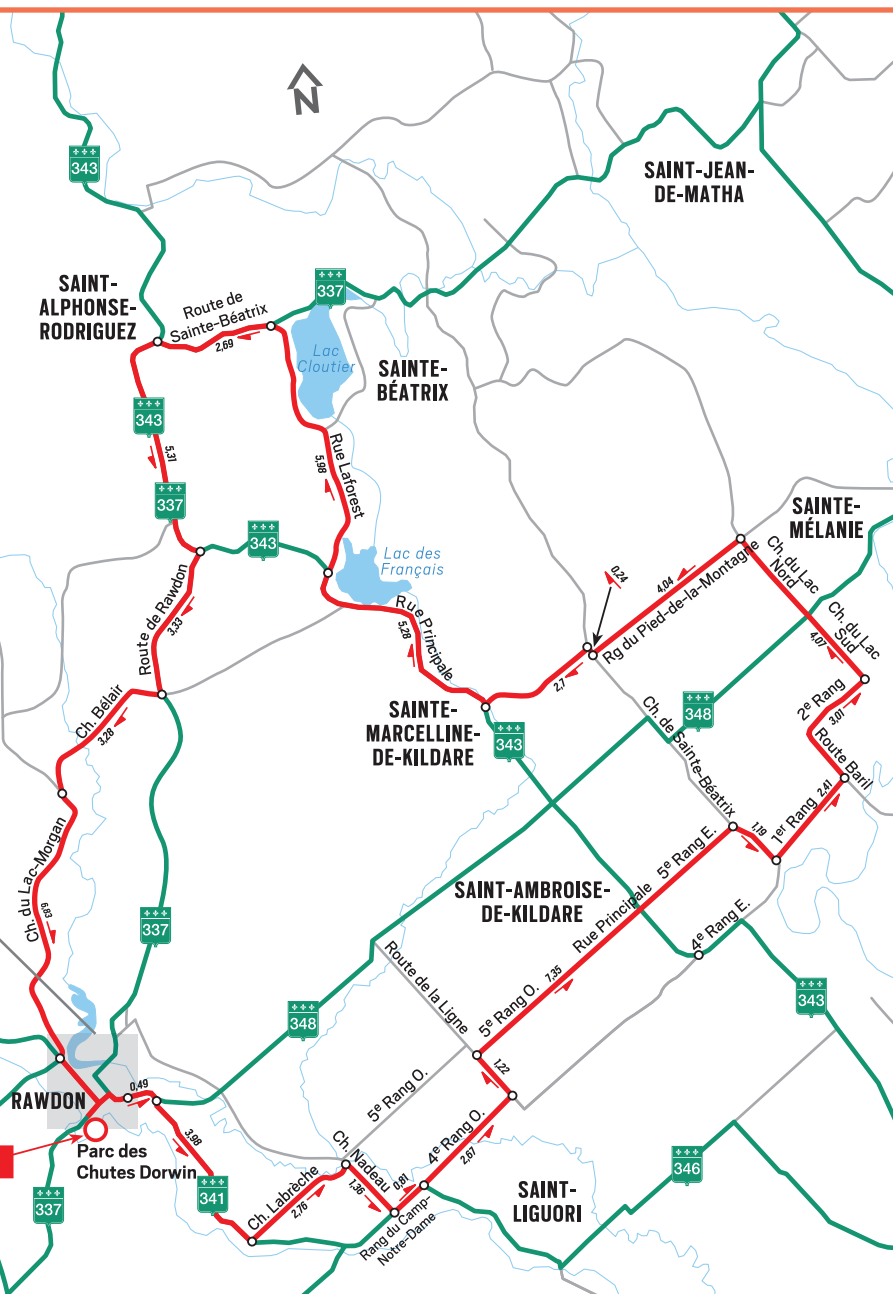 N
343
SAINT-JEAN-
DE-MATHA
SAINT-
ALPHONSE-
RODRIGUEZ
Route de
Sainte-Béatrix
2,69
337
Lac
Cloutier
SAINTE-
BÉATRIX
343
5,31
337
Rue Laforest
5,98
343
Lac des
Français
SAINTE-
MÉLANIE
Ch. du Lac
Nord
0,24
4,04
Rg du Pied-de-la-Montagne
Ch. du Lac
Sud
4,07
Route de Rawdon
3,33
Rue Principale
5,28
2,7
2e Rang
3,01
Ch. Bélair
3,28
SAINTE-
MARCELLINE-
DE-KILDARE
343
Ch. de Sainte-Béatrix
348
Route Baril
1er Rang
2,41
1,19
Ch. du Lac-Morgan
6,83
SAINT-AMBROISE-
DE-KILDARE
5e Rang O.
7,35
Rue Principale
5e Rang E.
4e Rang E.
337
Route de la Ligne
343
348
5e Rang O.
1,22
RAWDON
0,49
Parc des
Chutes Dorwin
3,98
341
337
Ch. Labrèche
2,76
Ch. Nadeau
1,36
0,81
4e Rang O.
2,67
Rang du Camp-
Notre-Dame
SAINT-
LIGUORI
346